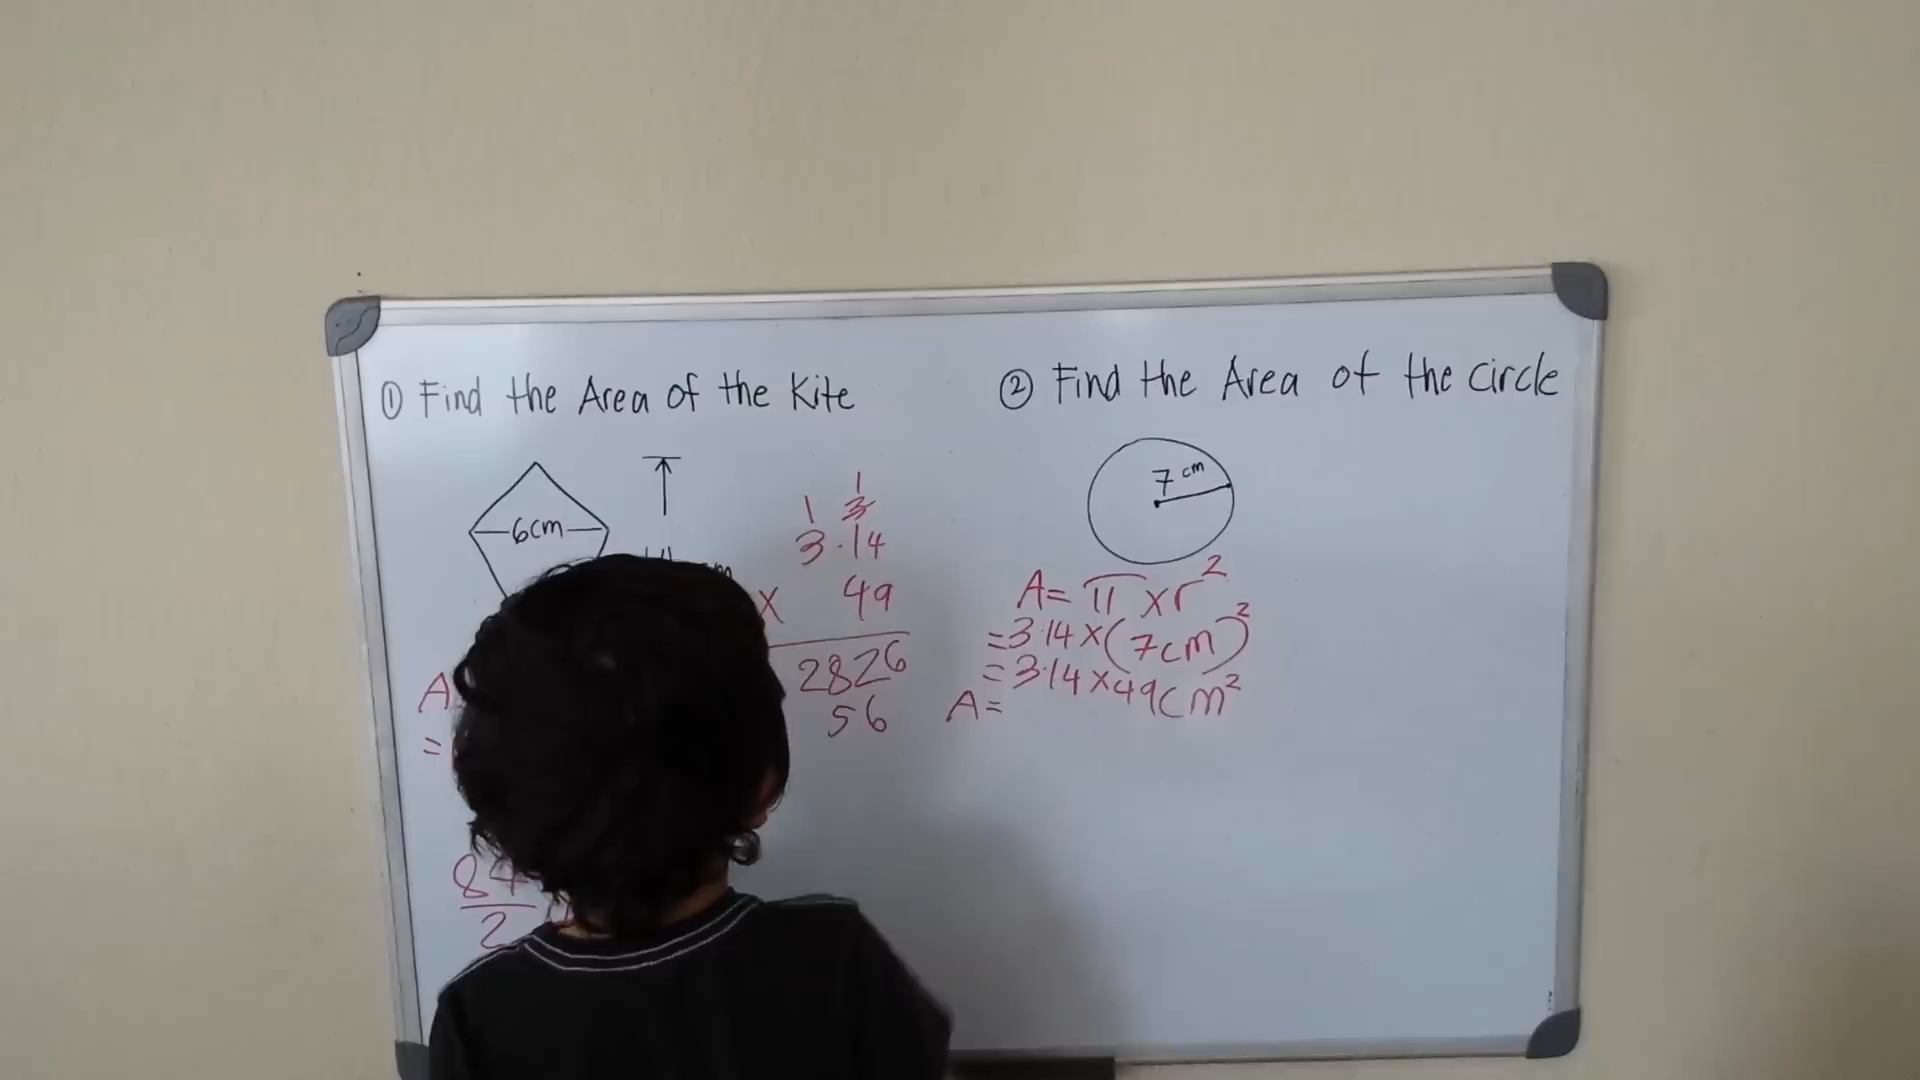 ① Find the Area of the Kite
6cm
1 3
1
3.14
x 49
2826
56
A
=
84
2
② Find the Area of the circle
7 cm
A= π x r²
=3.14 x (7cm)²
=3.14 x 49cm²
A=